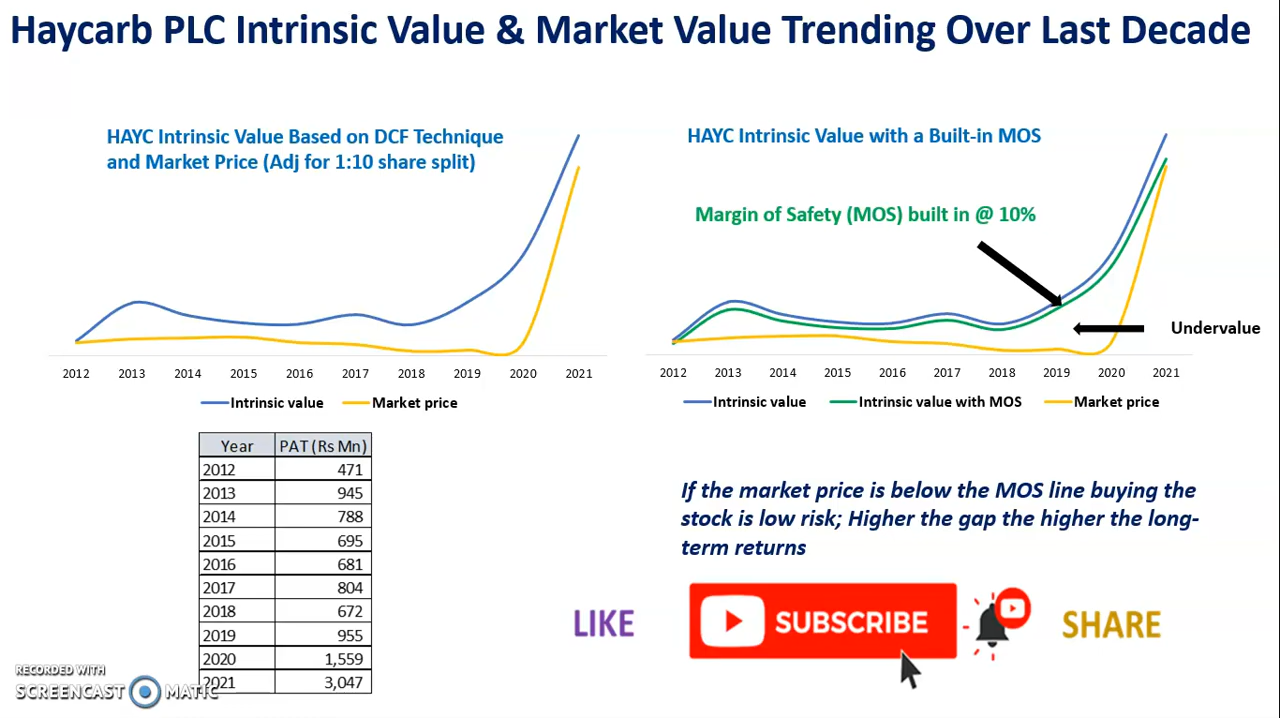 Haycarb PLC Intrinsic Value & Market Value Trending Over Last Decade
HAYC Intrinsic Value Based on DCF Technique
and Market Price (Adj for 1:10 share split)
2012 2013 2014 2015 2016 2017 2018 2019 2020 2021
Intrinsic value Market price
HAYC Intrinsic Value with a Built-in MOS
Margin of Safety (MOS) built in @ 10%
Undervalue
2012 2013 2014 2015 2016 2017 2018 2019 2020 2021
Intrinsic value Intrinsic value with MOS Market price
Year PAT (Rs Mn)
2012 471
2013 945
2014 788
2015 695
2016 681
2017 804
2018 672
2019 955
2020 1,559
2021 3,047
If the market price is below the MOS line buying the
stock is low risk; Higher the gap the higher the long-
term returns
LIKE SUBSCRIBE SHARE
RECORDED WITH
SCREENCAST MATIC